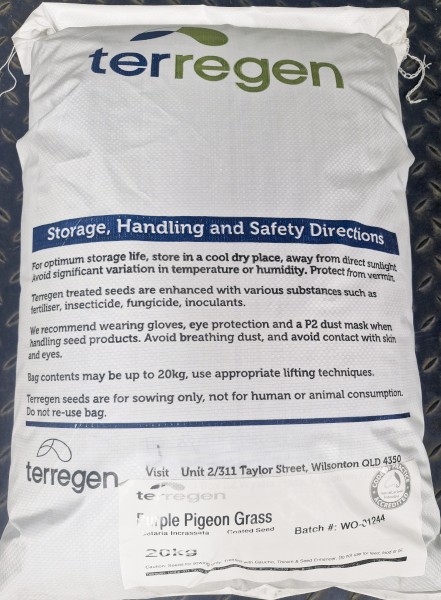 terregen
Storage, Handling and Safety Directions
For optimum storage life, store in a cool dry place, away from direct sunlight.
Avoid significant variation in temperature or humidity. Protect from vermin.
Terregen treated seeds are enhanced with various substances such as
fertiliser, insecticide, fungicide, inoculants.
We recommend wearing gloves, eye protection and a P2 dust mask when
handling seed products. Avoid breathing dust, and avoid contact with skin
and eyes.
Bag contents may be up to 20kg, use appropriate lifting techniques.
Terregen seeds are for sowing only, not for human or animal consumption.
Do not re-use bag.
terregen
Visit Unit 2/311 Taylor Street, Wilsonton QLD 4350
terregen
Purple Pigeon Grass
Setaria Incrassata Coated Seed
Batch #: WO-01244
20kg
ACCREDITED